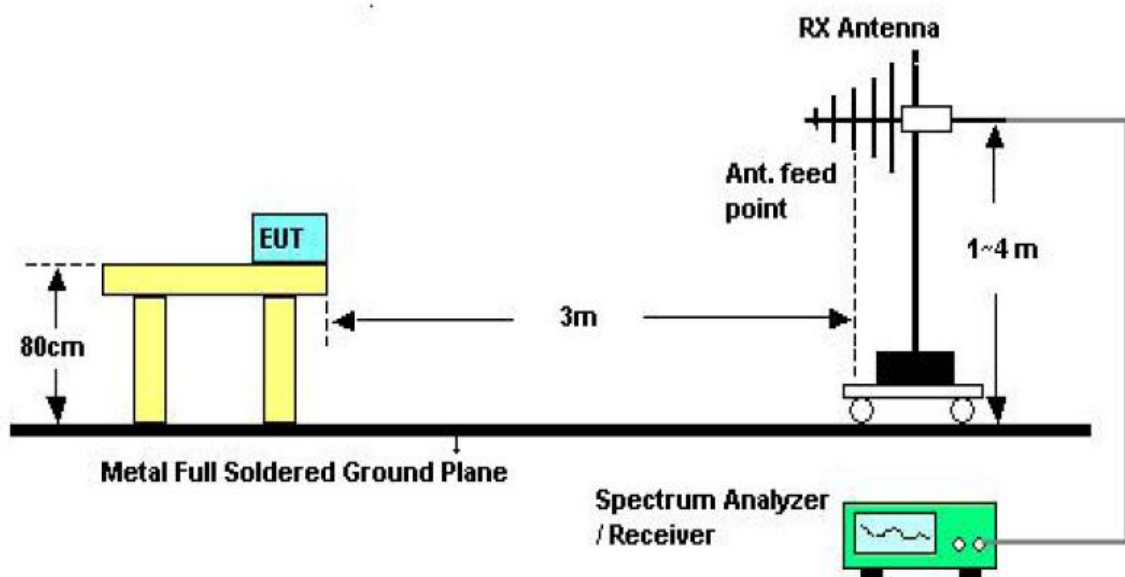 RX Antenna
Ant. feed
point
EUT
1~4 m
3m
80cm
Metal Full Soldered Ground Plane
Spectrum Analyzer
/ Receiver